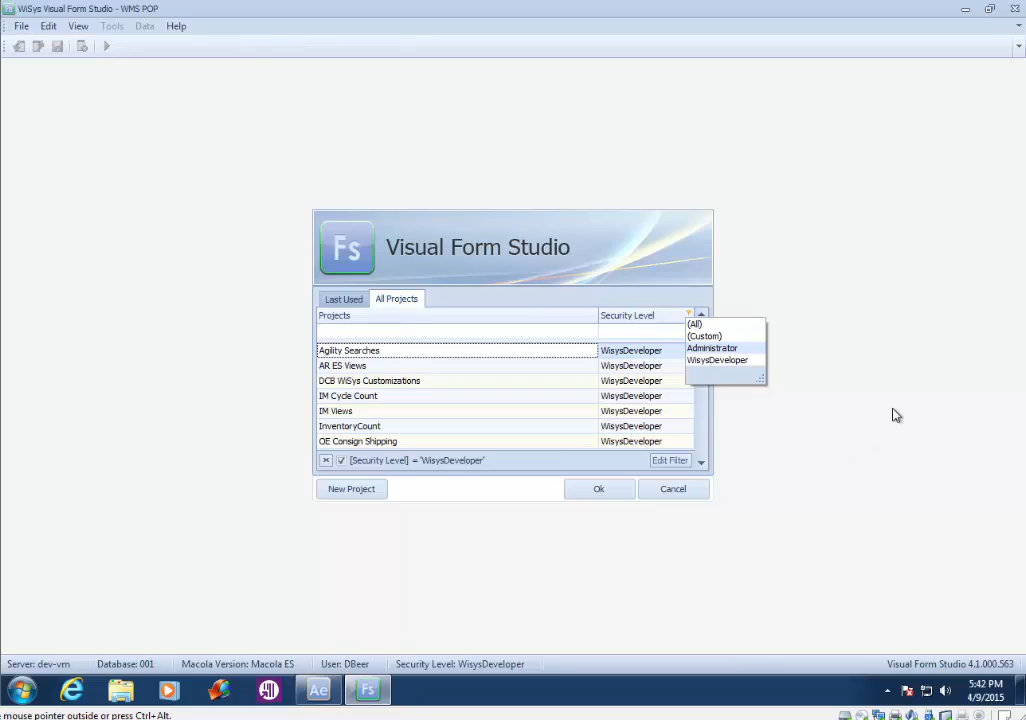 WiSys Visual Form Studio - WMS POP
File Edit View Tools Data Help
Fs Visual Form Studio
Last Used All Projects
Projects Security Level
(All)
(Custom)
Administrator
WisysDeveloper
Agility Searches WisysDeveloper
AR ES Views WisysDeveloper
DCB WiSys Customizations WisysDeveloper
IM Cycle Count WisysDeveloper
IM Views WisysDeveloper
InventoryCount WisysDeveloper
OE Consign Shipping WisysDeveloper
[Security Level] = 'WisysDeveloper' Edit Filter
New Project Ok Cancel
Server: dev-vm Database: 001 Macola Version: Macola ES User: DBeer Security Level: WisysDeveloper Visual Form Studio 4.1.000.563
Ae Fs
5:42 PM
4/9/2015
mouse pointer outside or press Ctrl+Alt.